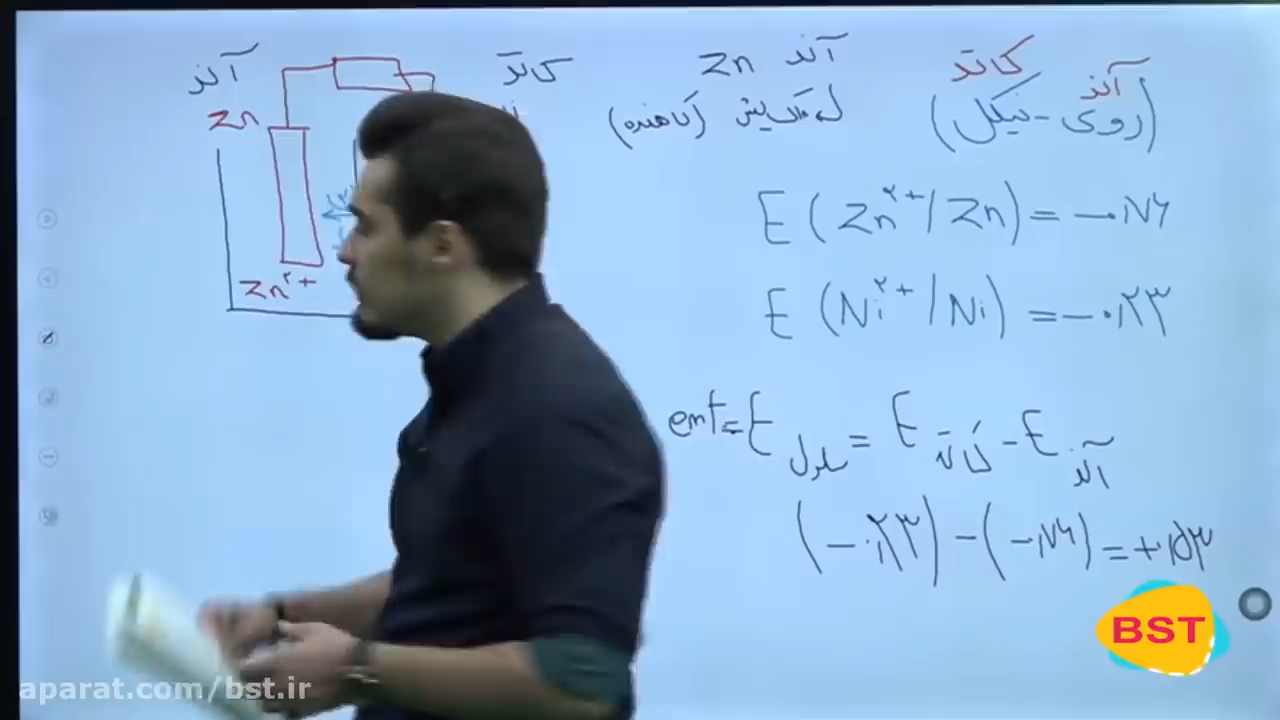 (روی - نیکل)
آند
کاتد
آند Zn
اکسایش (کاهنده)
E (Zn²⁺/Zn) = -۰/۷۶
E (Ni²⁺/Ni) = -۰/۲۳
emf = E سلول = E کاتد - E آند
(-۰/۲۳) - (-۰/۷۶) = +۰/۵۳
آند
کاتد
Zn
Zn²⁺
BST
aparat.com/bst.ir